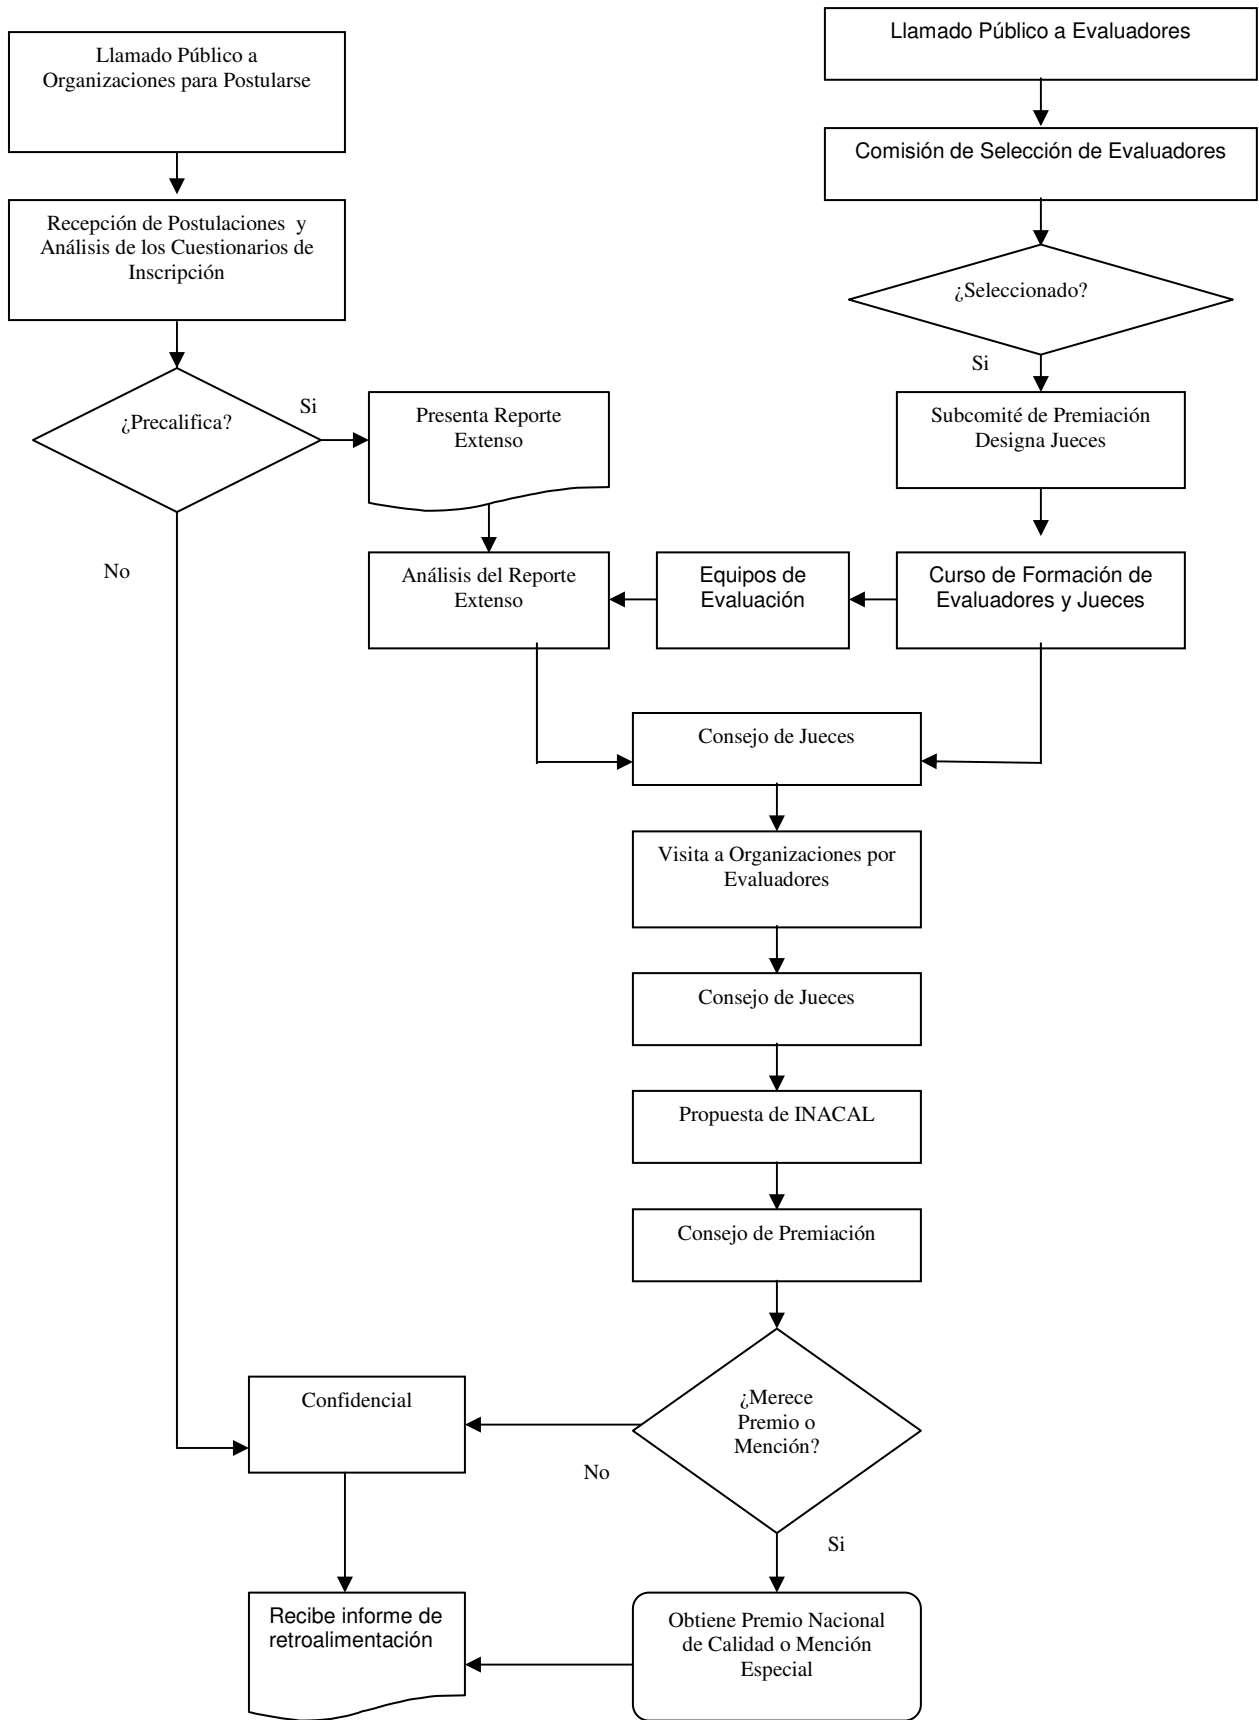 Llamado Público a
Organizaciones para Postularse
Llamado Público a Evaluadores
Comisión de Selección de Evaluadores
Recepción de Postulaciones y
Análisis de los Cuestionarios de
Inscripción
¿Seleccionado?
Si
¿Precalifica?
Si
Presenta Reporte
Extenso
Subcomité de Premiación
Designa Jueces
No
Análisis del Reporte
Extenso
Equipos de
Evaluación
Curso de Formación de
Evaluadores y Jueces
Consejo de Jueces
Visita a Organizaciones por
Evaluadores
Consejo de Jueces
Propuesta de INACAL
Consejo de Premiación
Confidencial
¿Merece
Premio o
Mención?
No
Si
Recibe informe de
retroalimentación
Obtiene Premio Nacional
de Calidad o Mención
Especial